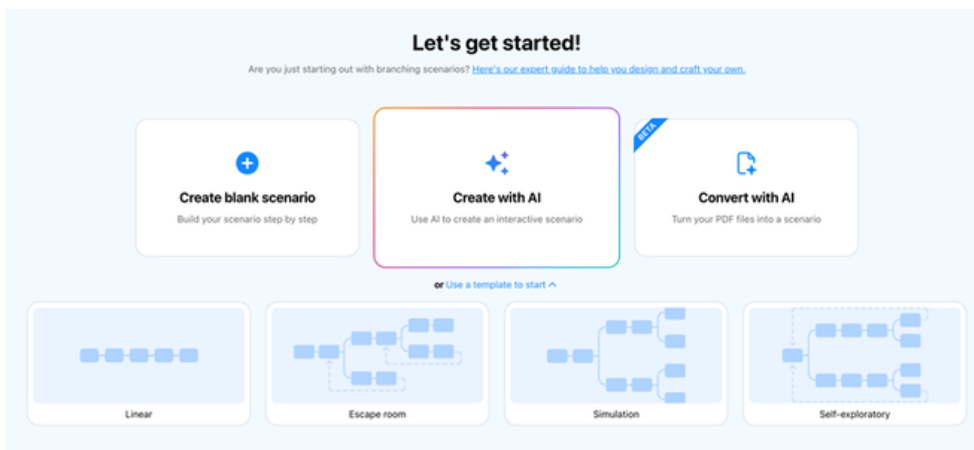 Let's get started!
Are you just starting out with branching scenarios? Here's our expert guide to help you design and craft your own.
Create blank scenario
Build your scenario step by step
Create with AI
Use AI to create an interactive scenario
BETA
Convert with AI
Turn your PDF files into a scenario
or Use a template to start
Linear
Escape room
Simulation
Self-exploratory